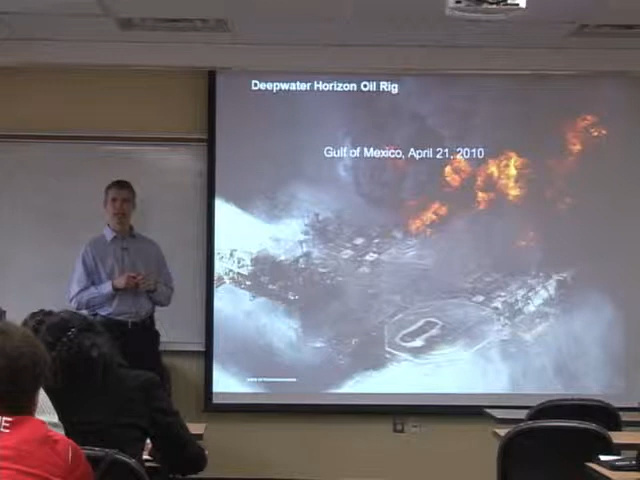 Deepwater Horizon Oil Rig
Gulf of Mexico, April 21, 2010